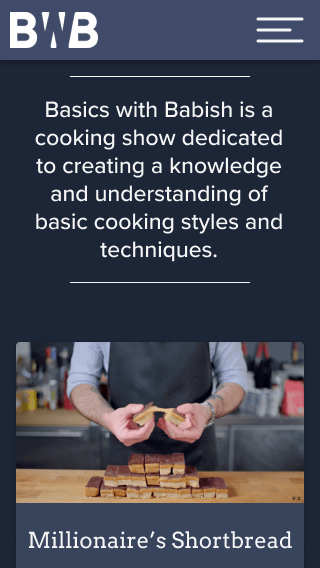 BWB
Basics with Babish is a
cooking show dedicated
to creating a knowledge
and understanding of
basic cooking styles and
techniques.
Millionaire’s Shortbread